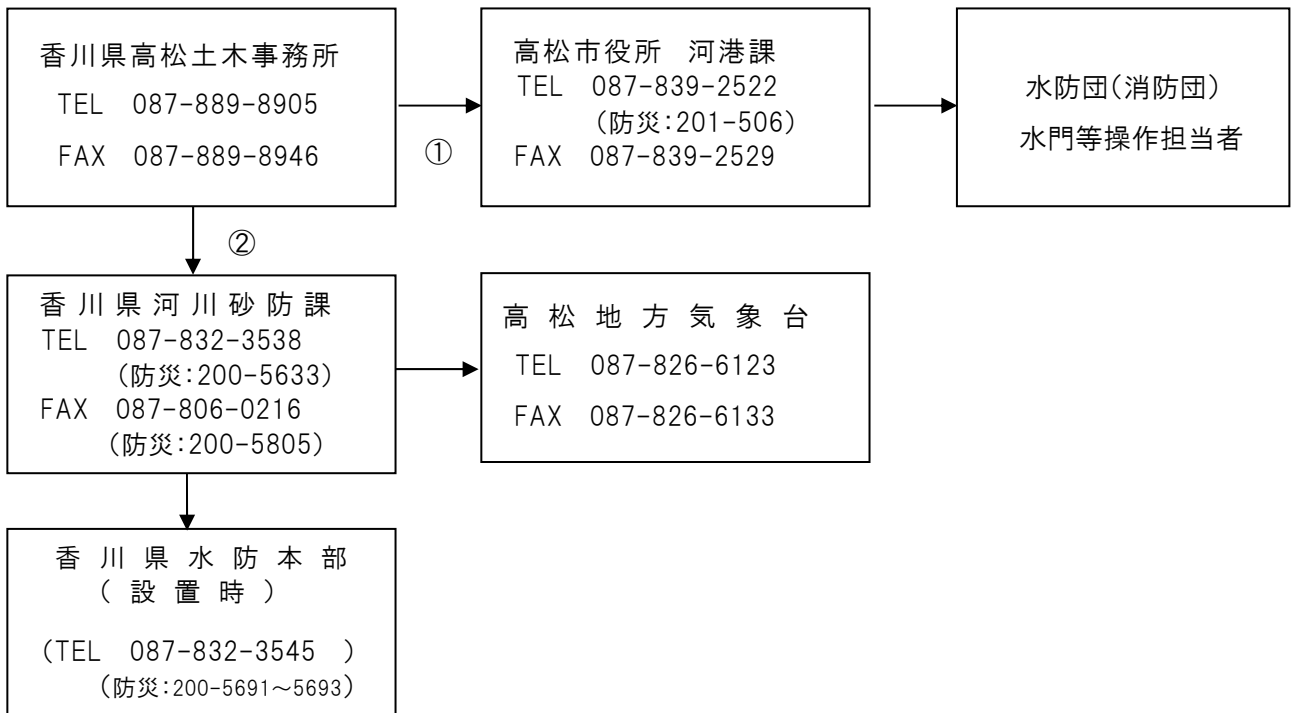 香川県高松土木事務所
TEL 087-889-8905
FAX 087-889-8946
①
高松市役所 河港課
TEL 087-839-2522
(防災:201-506)
FAX 087-839-2529
水防団(消防団)
水門等操作担当者
②
香川県河川砂防課
TEL 087-832-3538
(防災:200-5633)
FAX 087-806-0216
(防災:200-5805)
高松地方気象台
TEL 087-826-6123
FAX 087-826-6133
香川県水防本部
(設置時)
(TEL 087-832-3545 )
(防災:200-5691~5693)